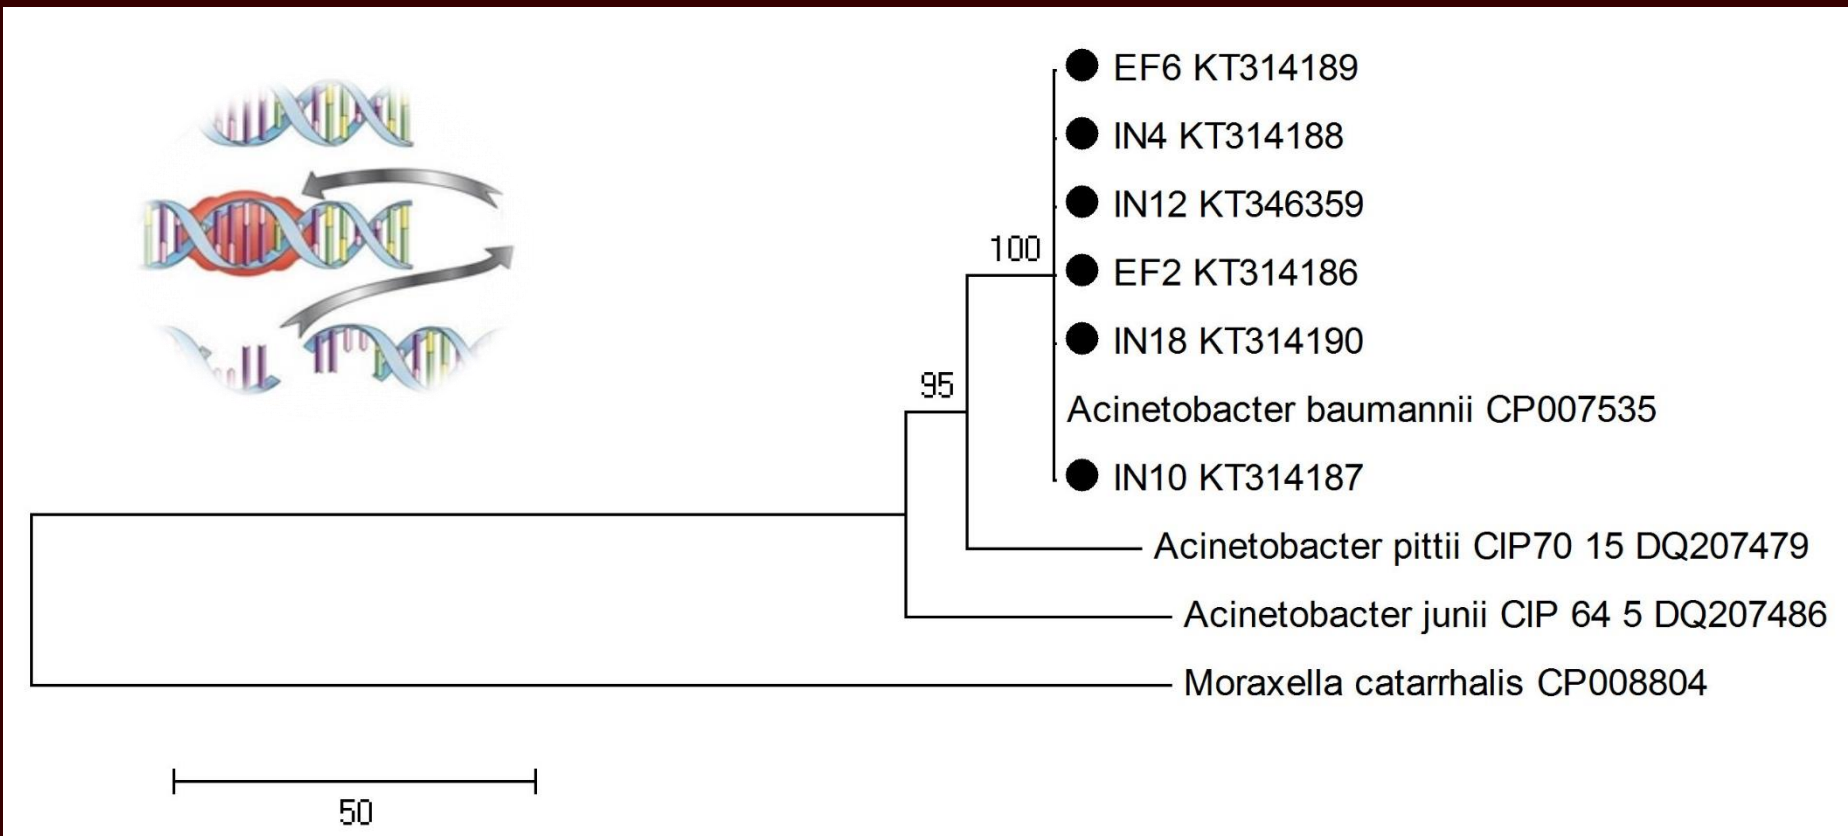 EF6 KT314189
IN4 KT314188
IN12 KT346359
100
EF2 KT314186
IN18 KT314190
95
Acinetobacter baumannii CP007535
IN10 KT314187
Acinetobacter pittii CIP70 15 DQ207479
Acinetobacter junii CIP 64 5 DQ207486
Moraxella catarrhalis CP008804
50